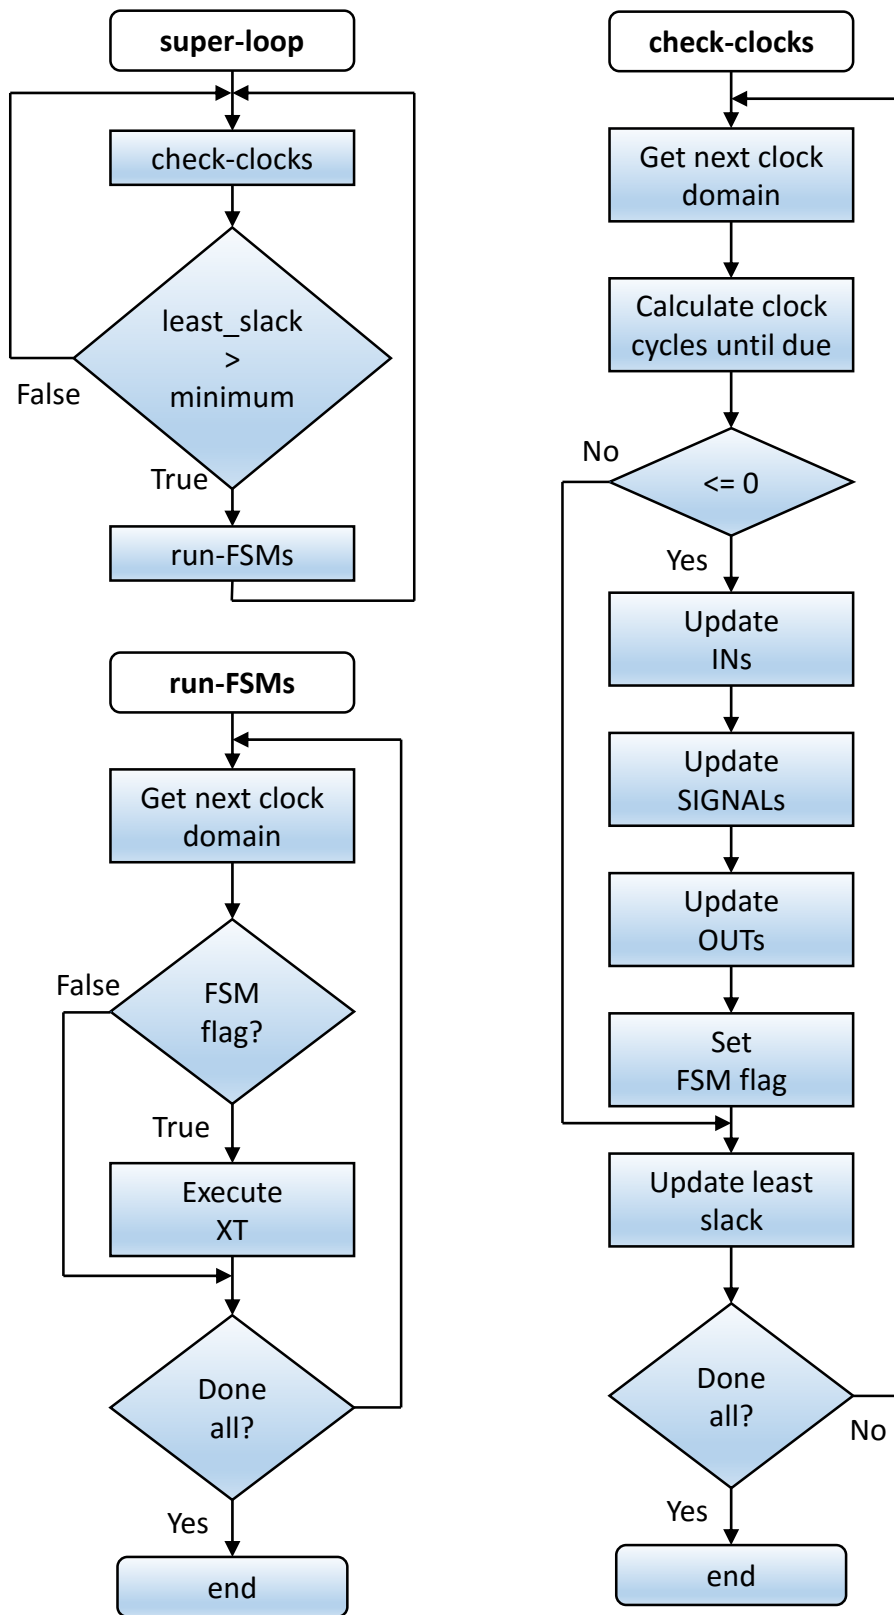 super-loop
check-clocks
least_slack
>
minimum
False
True
run-FSMs
run-FSMs
Get next clock
domain
False
FSM
flag?
True
Execute
XT
Done
all?
Yes
end
check-clocks
Get next clock
domain
Calculate clock
cycles until due
No
<= 0
Yes
Update
INs
Update
SIGNALs
Update
OUTs
Set
FSM flag
Update least
slack
Done
all?
No
Yes
end